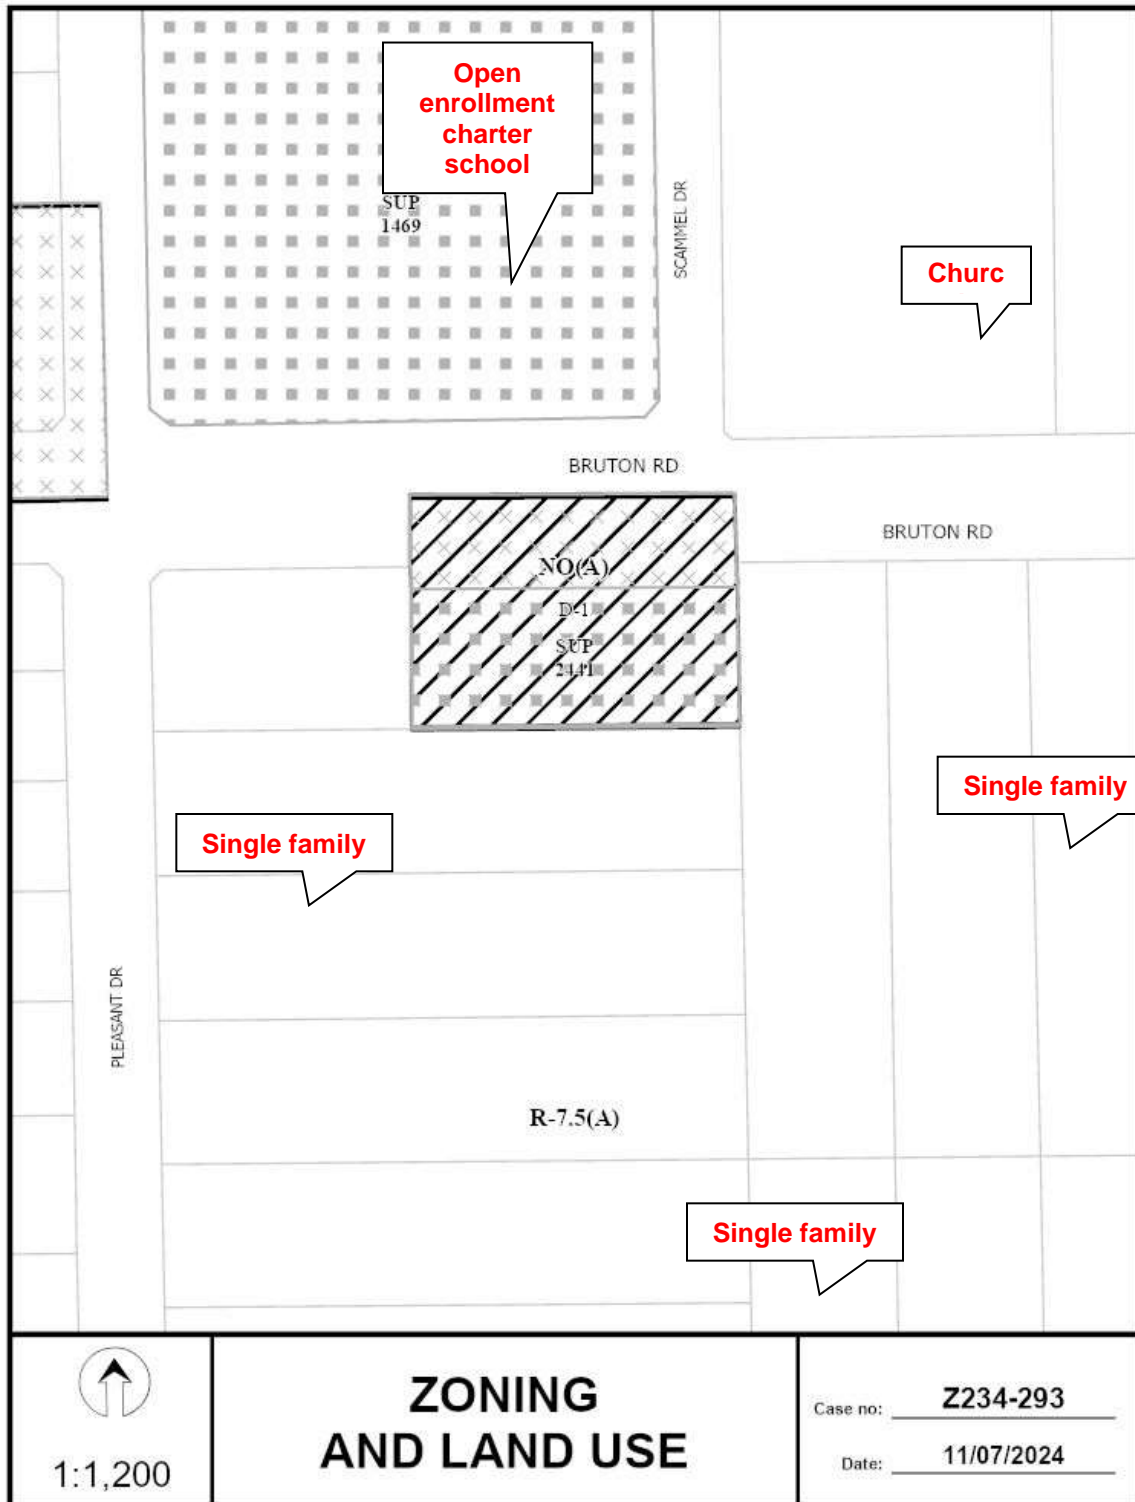 Open
enrollment
charter
school
SUP
1469
SCAMMEL DR
Churc
BRUTON RD
BRUTON RD
NO(A)
D-1
SUP
2441
Single family
Single family
PLEASANT DR
R-7.5(A)
Single family
1:1,200
ZONING
AND LAND USE
Case no: Z234-293
Date: 11/07/2024